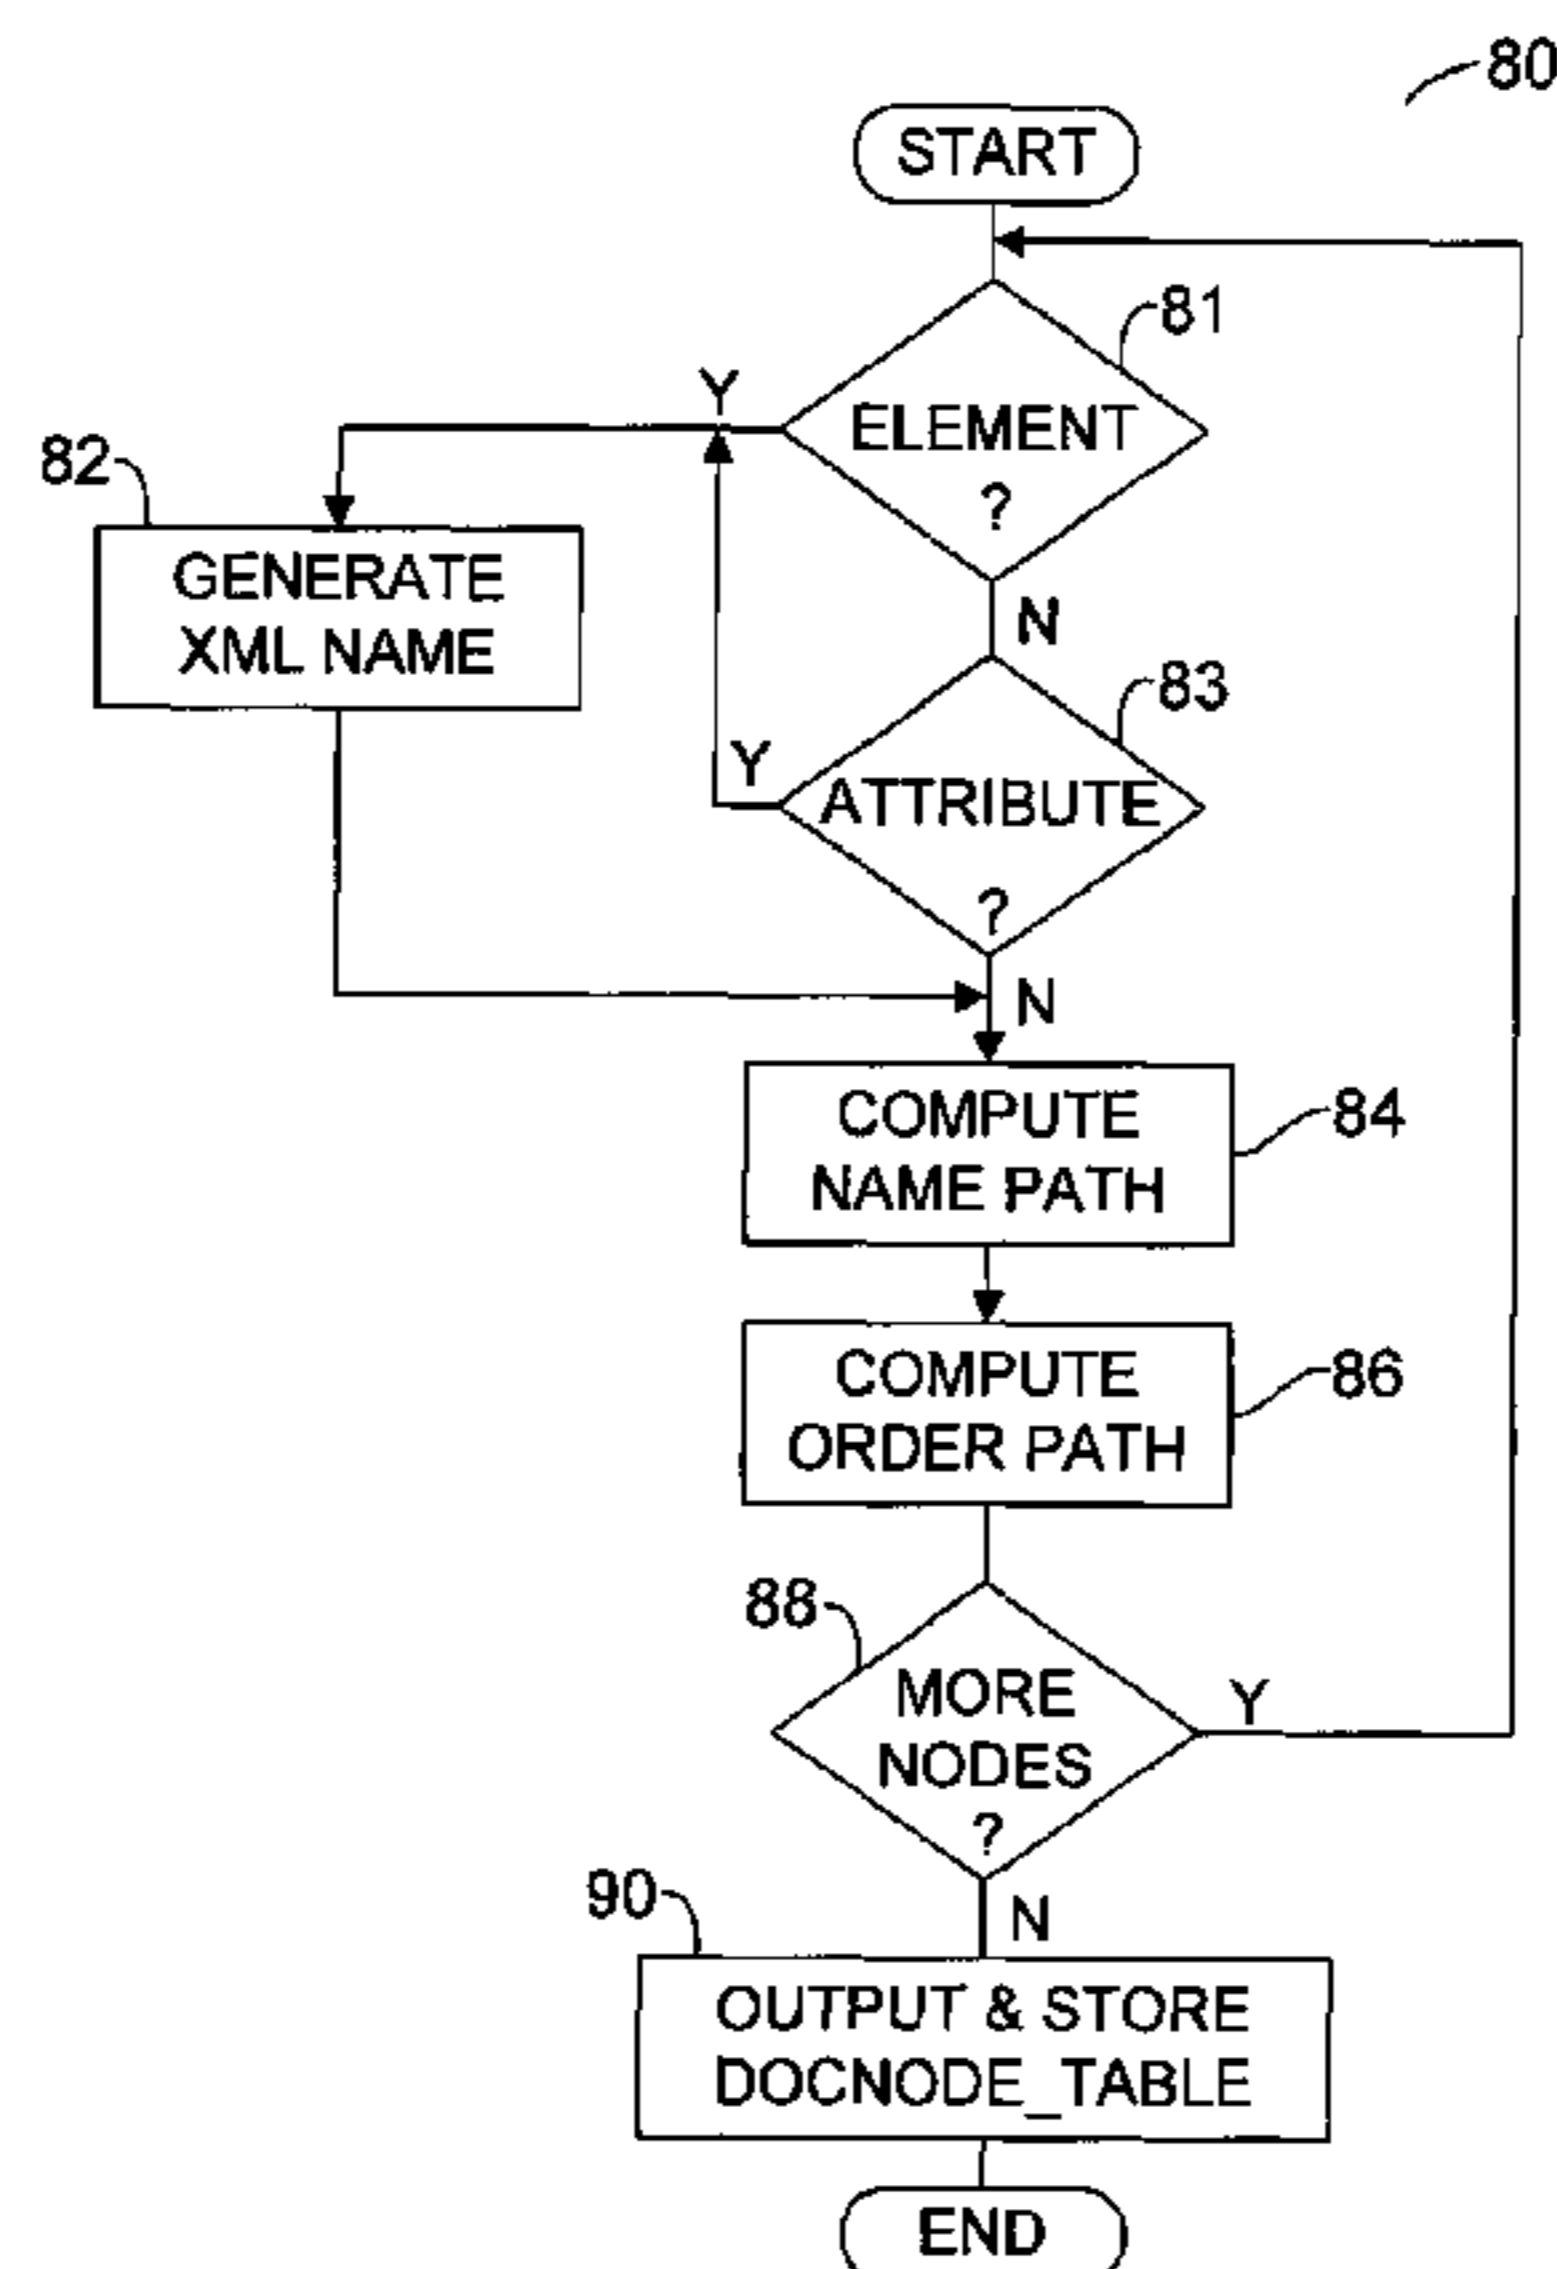 80
START
81
ELEMENT
?
Y
N
82
GENERATE
XML NAME
83
ATTRIBUTE
?
Y
N
COMPUTE
NAME PATH
84
COMPUTE
ORDER PATH
86
88
MORE
NODES
?
Y
N
90
OUTPUT & STORE
DOCNODE_TABLE
END